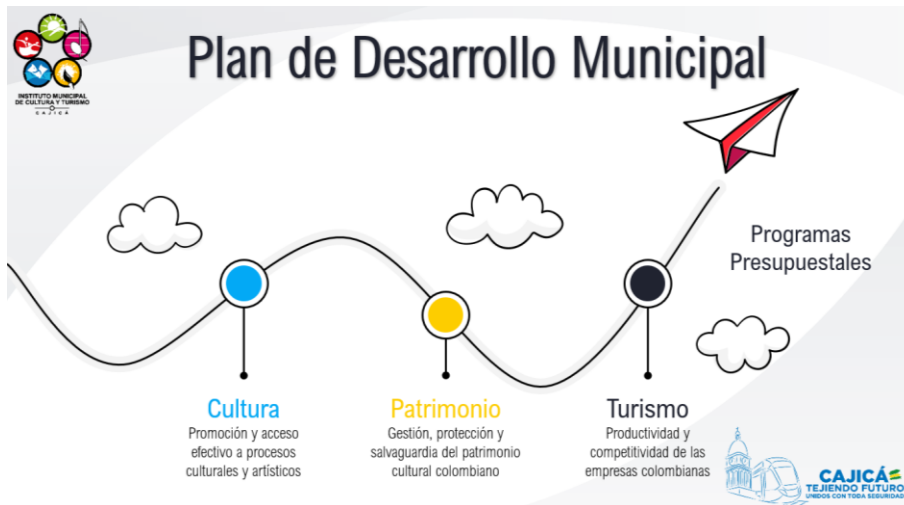 INSTITUTO MUNICIPAL
DE CULTURA Y TURISMO
CAJICÁ
Plan de Desarrollo Municipal
Programas
Presupuestales
Cultura
Promoción y acceso
efectivo a procesos
culturales y artísticos
Patrimonio
Gestión, protección y
salvaguardia del patrimonio
cultural colombiano
Turismo
Productividad y
competitividad de las
empresas colombianas
CAJICÁ
TEJIENDO FUTURO
UNIDOS CON TODA SEGURIDAD